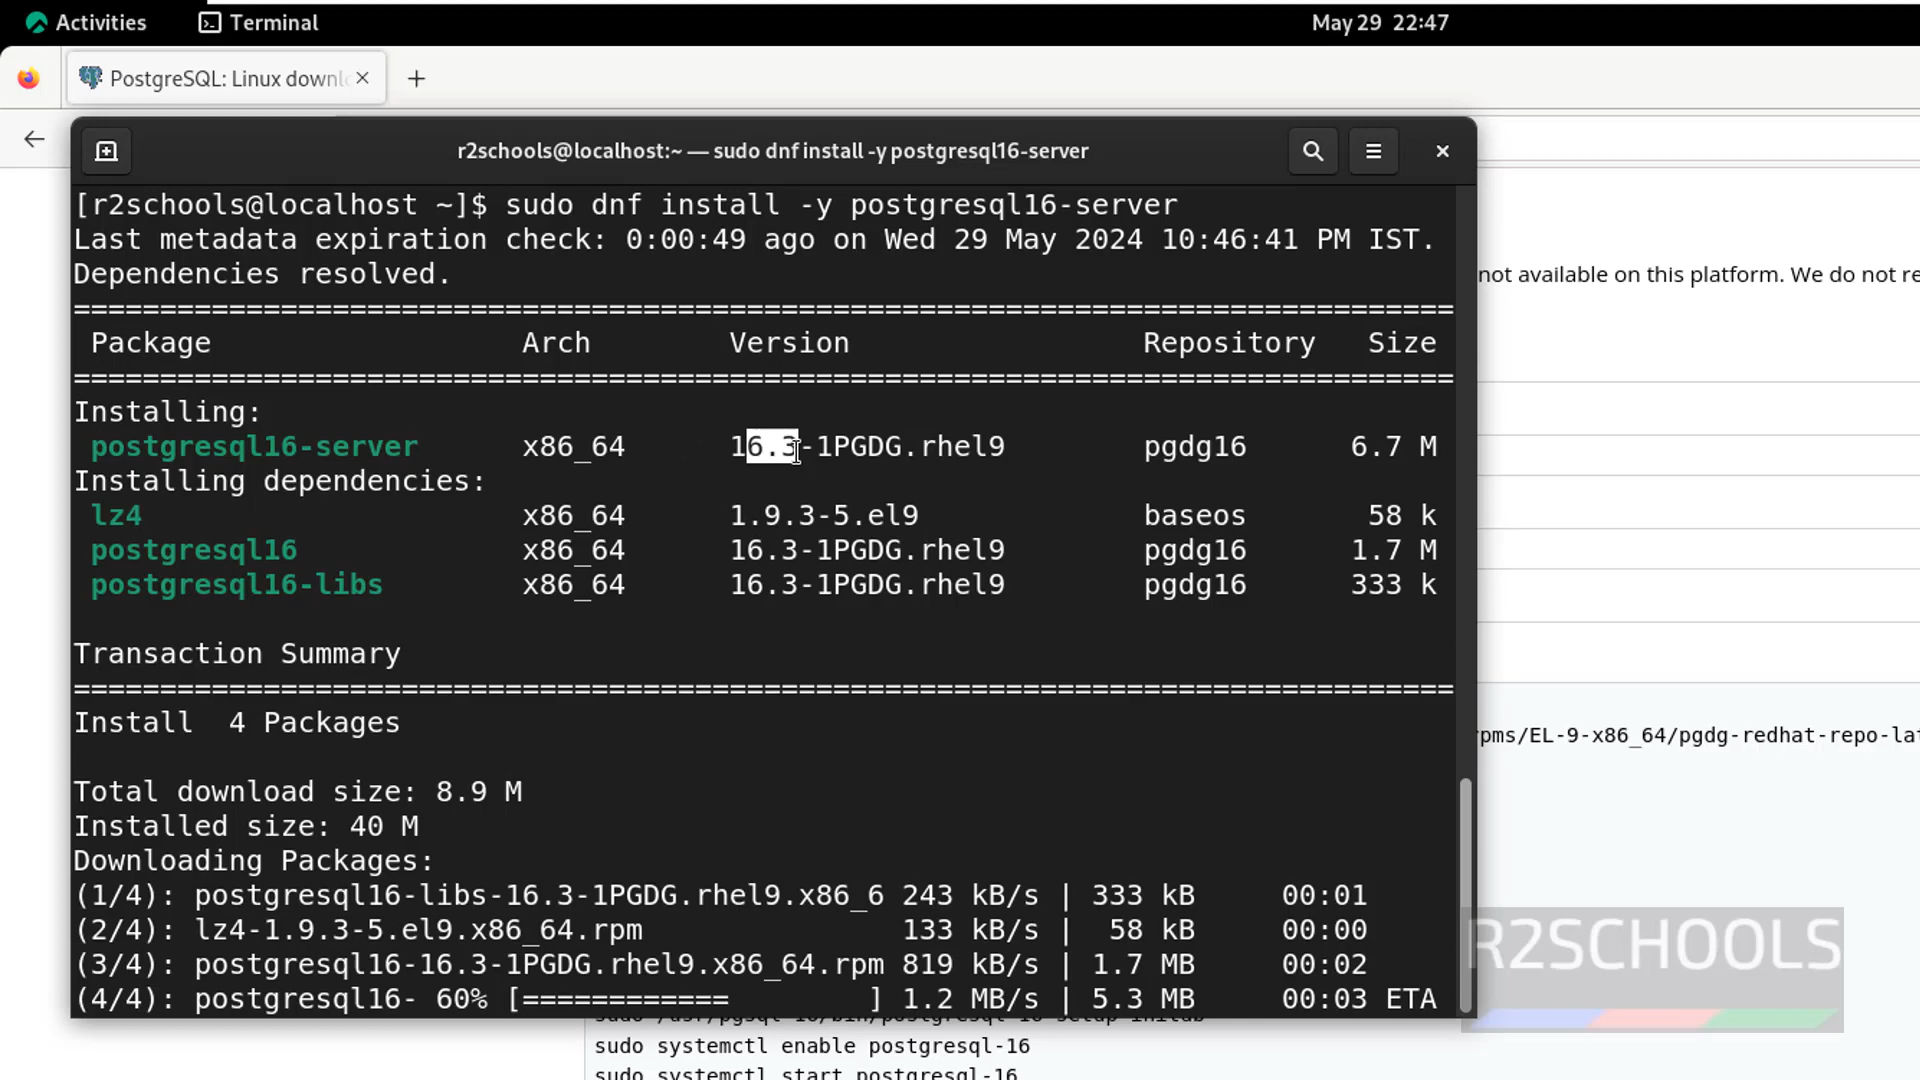 Activities Terminal May 29 22:47
PostgreSQL: Linux downl
r2schools@localhost:~ — sudo dnf install -y postgresql16-server
[r2schools@localhost ~]$ sudo dnf install -y postgresql16-server
Last metadata expiration check: 0:00:49 ago on Wed 29 May 2024 10:46:41 PM IST.
Dependencies resolved.
not available on this platform. We do not re
================================================================================
Package Arch Version Repository Size
================================================================================
Installing:
postgresql16-server x86_64 16.3-1PGDG.rhel9 pgdg16 6.7 M
Installing dependencies:
lz4 x86_64 1.9.3-5.el9 baseos 58 k
postgresql16 x86_64 16.3-1PGDG.rhel9 pgdg16 1.7 M
postgresql16-libs x86_64 16.3-1PGDG.rhel9 pgdg16 333 k
Transaction Summary
================================================================================
Install 4 Packages
rpms/EL-9-x86_64/pgdg-redhat-repo-lat
Total download size: 8.9 M
Installed size: 40 M
Downloading Packages:
(1/4): postgresql16-libs-16.3-1PGDG.rhel9.x86_6 243 kB/s | 333 kB 00:01
(2/4): lz4-1.9.3-5.el9.x86_64.rpm 133 kB/s | 58 kB 00:00
(3/4): postgresql16-16.3-1PGDG.rhel9.x86_64.rpm 819 kB/s | 1.7 MB 00:02
(4/4): postgresql16- 60% [============ ] 1.2 MB/s | 5.3 MB 00:03 ETA
R2SCHOOLS
sudo systemctl enable postgresql-16
sudo systemctl start postgresql-16